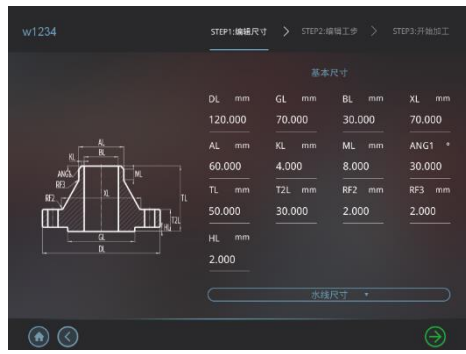 w1234
STEP1:编辑尺寸 > STEP2:编辑工步 > STEP3:开始加工
基本尺寸
DL mm GL mm BL mm XL mm
120.000 70.000 30.000 70.000
AL mm KL mm ML mm ANG1 °
60.000 4.000 8.000 30.000
TL mm T2L mm RF2 mm RF3 mm
50.000 30.000 2.000 2.000
HL mm
2.000
水线尺寸
AL
BL
KL
ANG1
ML
RF3
RF2
XL
TL
T2L
HL
GL
DL